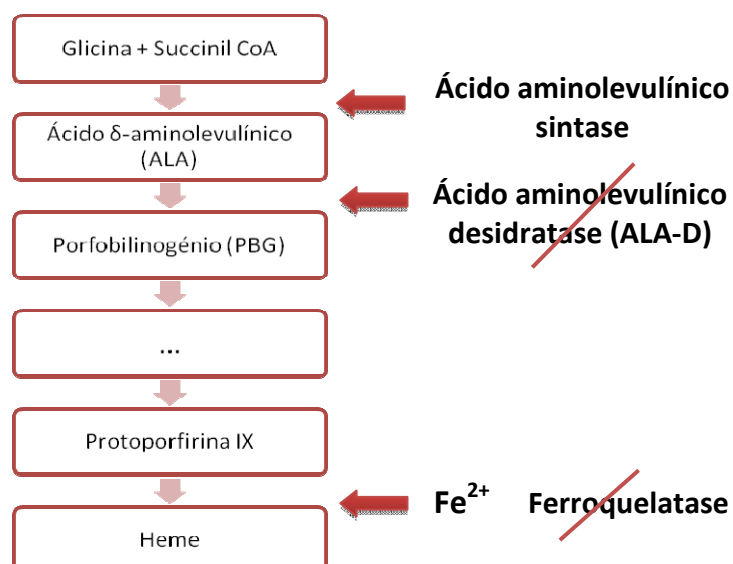 Glicina + Succinil CoA
Ácido aminolevulínico
sintase
Ácido δ-aminolevulínico
(ALA)
Ácido aminolevulínico
desidratase (ALA-D)
Porfobilinogénio (PBG)
...
Protoporfirina IX
Fe²⁺ Ferroquelatase
Heme